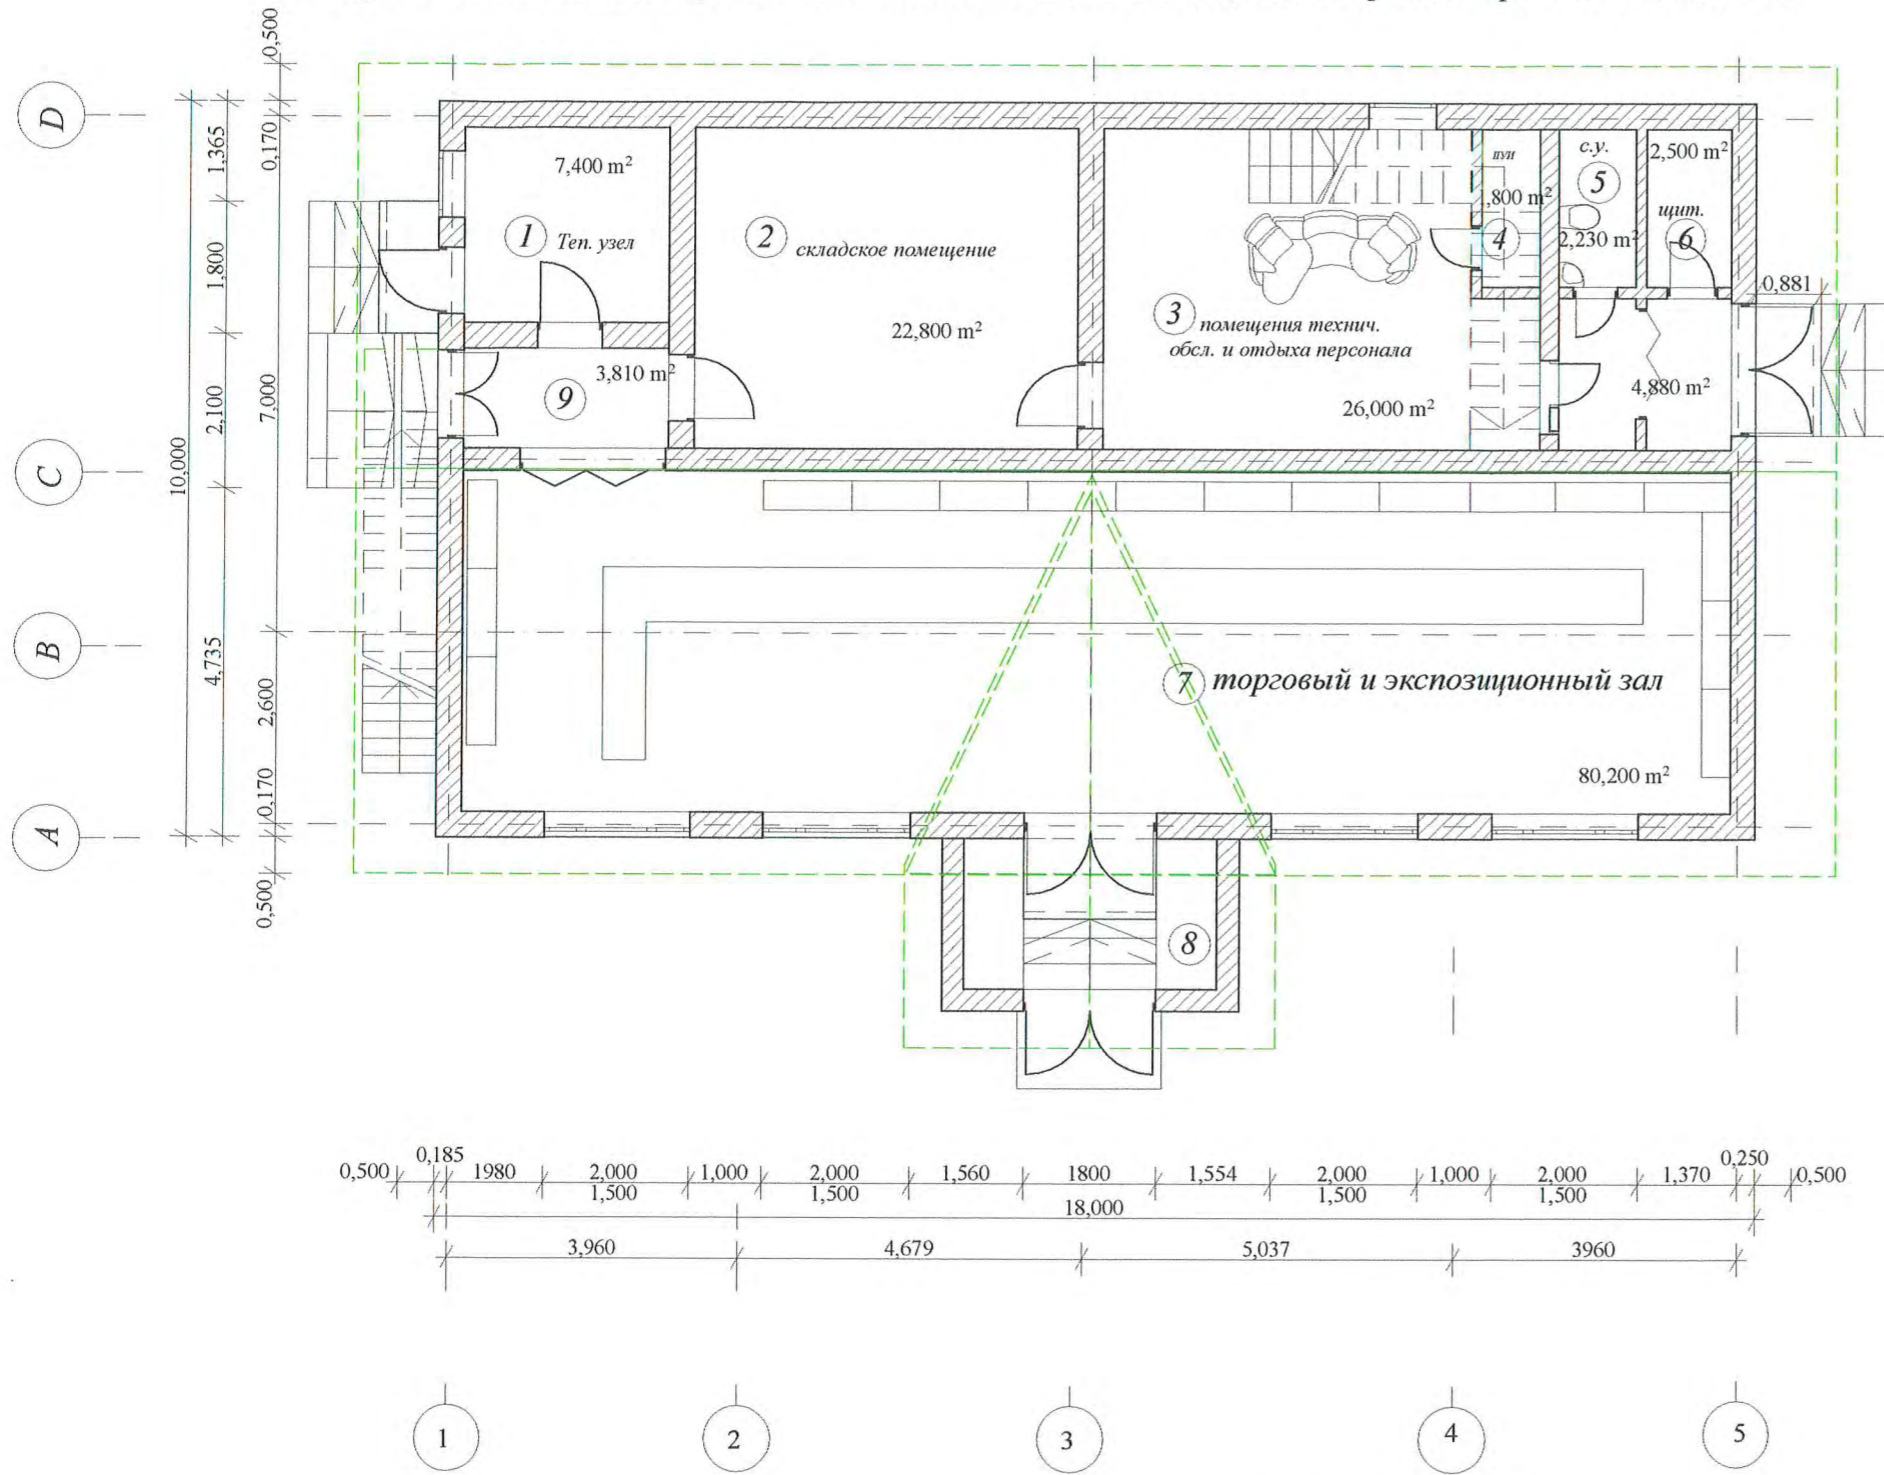 0,500
D
1,365
0,170
7,400 m²
1 Теп. узел
2 складское помещение
22,800 m²
пуи
,800 m²
4
с.у.
5
2,230 m²
2,500 m²
щит.
6
0,881
3 помещения технич.
обсл. и отдыха персонала
26,000 m²
4,880 m²
3,810 m²
9
1,800
2,100
7,000
10,000
C
B
4,735
2,600
7 торговый и экспозиционный зал
80,200 m²
0,170
A
0,500
8
0,500
0,185
1980
2,000
1,500
1,000
2,000
1,500
1,560
1800
1,554
2,000
1,500
1,000
2,000
1,500
1,370
0,250
0,500
18,000
3,960
4,679
5,037
3960
1
2
3
4
5